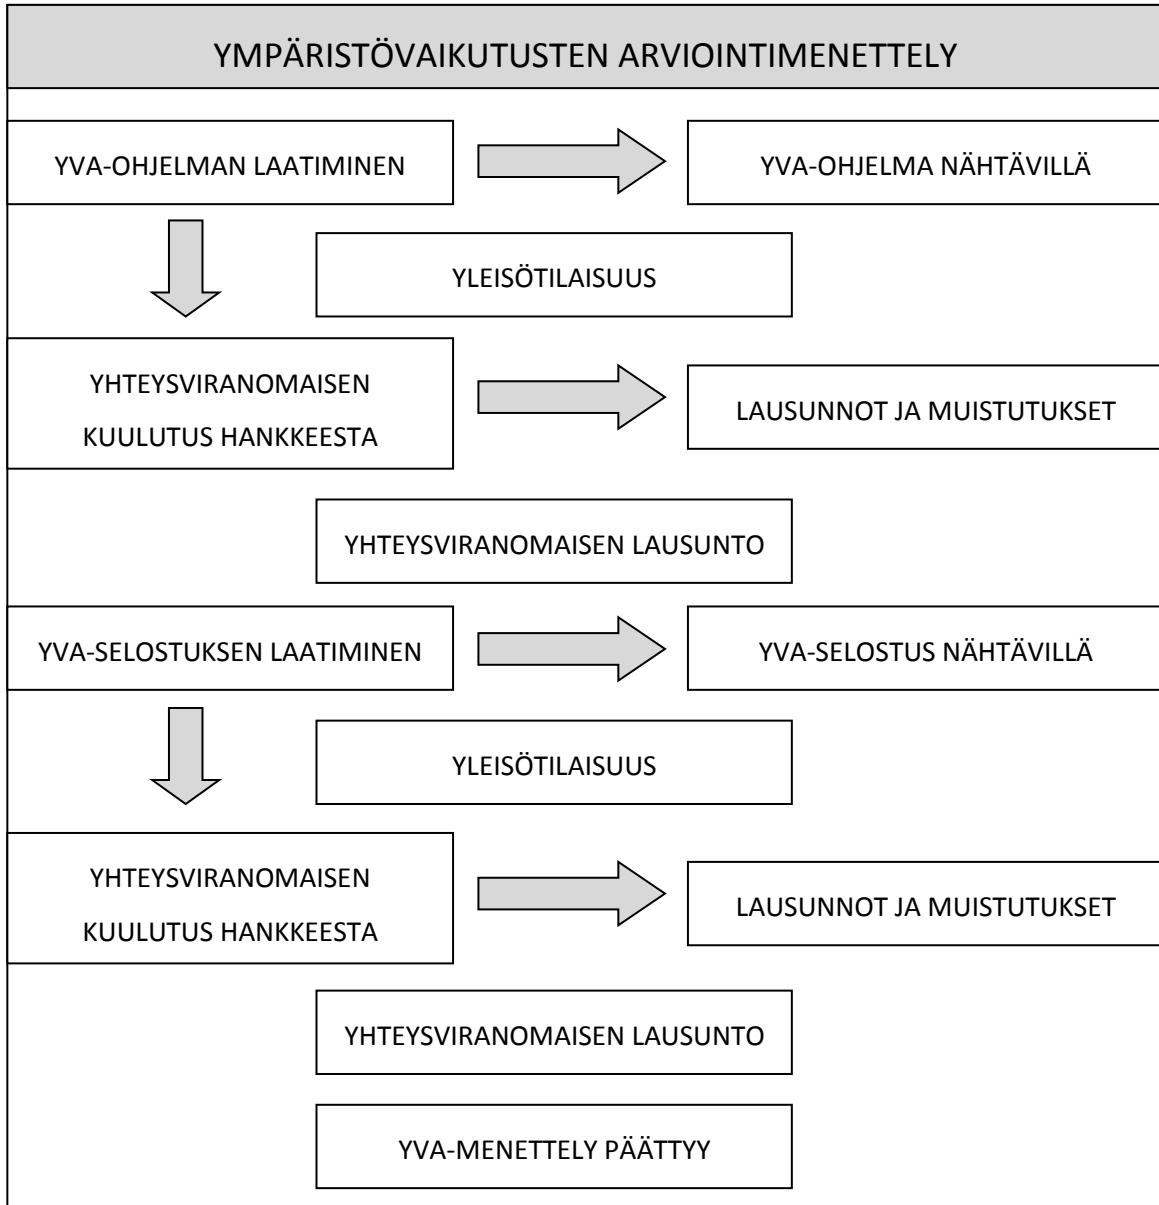 YMPÄRISTÖVAIKUTUSTEN ARVIOINTIMENETTELY
YVA-OHJELMAN LAATIMINEN
YVA-OHJELMA NÄHTÄVILLÄ
YLEISÖTILAISUUS
YHTEYSVIRANOMAISEN
KUULUTUS HANKKEESTA
LAUSUNNOT JA MUISTUTUKSET
YHTEYSVIRANOMAISEN LAUSUNTO
YVA-SELOSTUKSEN LAATIMINEN
YVA-SELOSTUS NÄHTÄVILLÄ
YLEISÖTILAISUUS
YHTEYSVIRANOMAISEN
KUULUTUS HANKKEESTA
LAUSUNNOT JA MUISTUTUKSET
YHTEYSVIRANOMAISEN LAUSUNTO
YVA-MENETTELY PÄÄTTYY